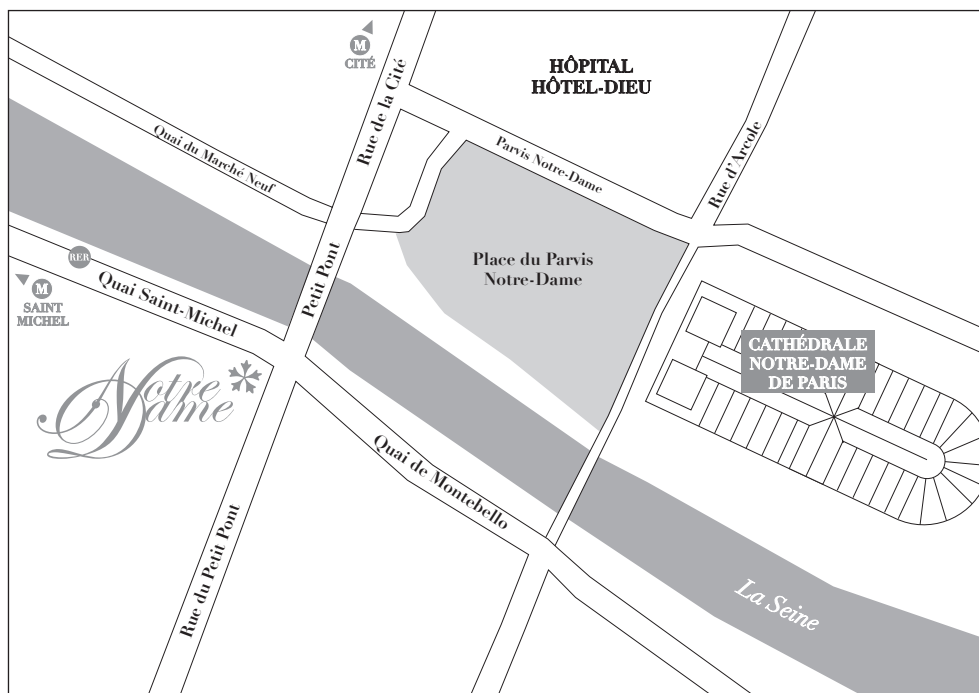 M
CITÉ
HÔPITAL
HÔTEL-DIEU
Rue de la Cité
Quai du Marché Neuf
Parvis Notre-Dame
Rue d'Arcole
RER
Place du Parvis
Notre-Dame
M
SAINT
MICHEL
Quai Saint-Michel
Petit Pont
CATHÉDRALE
NOTRE-DAME
DE PARIS
Notre
Dame
Quai de Montebello
Rue du Petit Pont
La Seine